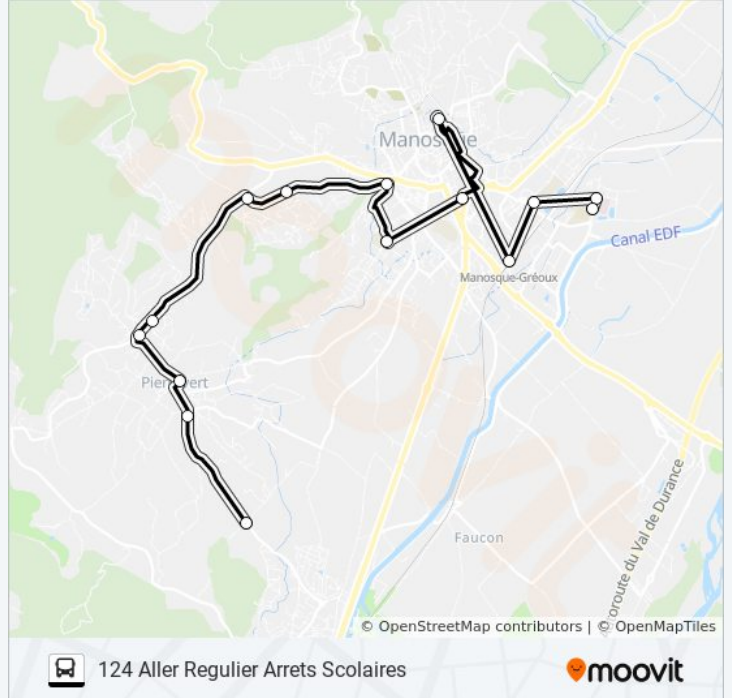 Manosque
Canal EDF
Manosque-Gréoux
Pierrevert
Faucon
Autoroute du Val de Durance
© OpenStreetMap contributors | © OpenMapTiles
124 Aller Regulier Arrets Scolaires
moovit